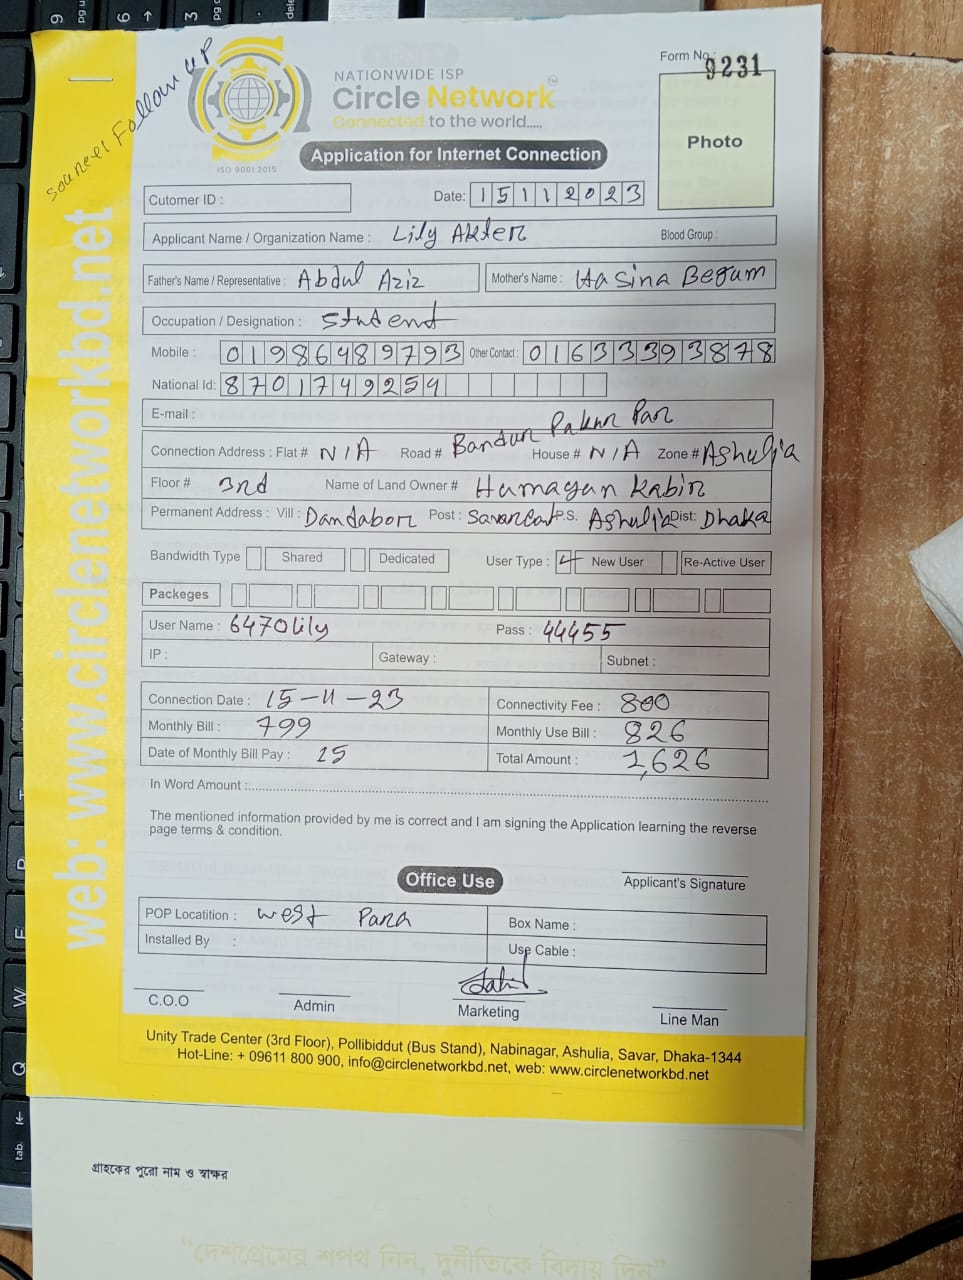 souneel Follow UP
Form No: 9231
NATIONWIDE ISP
Circle Network
Connected to the world.....
ISO 9001:2015
Photo
Application for Internet Connection
Cutomer ID :
Date: 15112023
Applicant Name / Organization Name : Lily Akter
Blood Group :
Father's Name / Representative : Abdul Aziz
Mother's Name : Hasina Begum
Occupation / Designation : Student
Mobile : 01986489793 Other Contact : 01633393878
National Id: 8701749254
E-mail :
Connection Address : Flat # N/A Road # Bandur Pakur Par House # N/A Zone # Ashulia
Floor # 3rd Name of Land Owner # Humayun Kabir
Permanent Address : Vill : Dandabor Post : Savarcant P.S. Ashulia Dist: Dhaka
Bandwidth Type Shared Dedicated User Type : New User Re-Active User
Packeges
User Name : 6470lily Pass : 44455
IP : Gateway : Subnet :
Connection Date : 15-11-23 Connectivity Fee : 800
Monthly Bill : 799 Monthly Use Bill : 826
Date of Monthly Bill Pay : 15 Total Amount : 1,626
In Word Amount :
The mentioned information provided by me is correct and I am signing the Application learning the reverse
page terms & condition.
Office Use
Applicant's Signature
POP Locatition : West Para Box Name :
Installed By : Use Cable :
C.O.O Admin Marketing Line Man
Unity Trade Center (3rd Floor), Pollibiddut (Bus Stand), Nabinagar, Ashulia, Savar, Dhaka-1344
Hot-Line: + 09611 800 900, info@circlenetworkbd.net, web: www.circlenetworkbd.net
web: www.circlenetworkbd.net
গ্রাহকের পুরো নাম ও স্বাক্ষর
“দেশপ্রেমের শপথ নিন, দুর্নীতিকে বিদায় দিন”